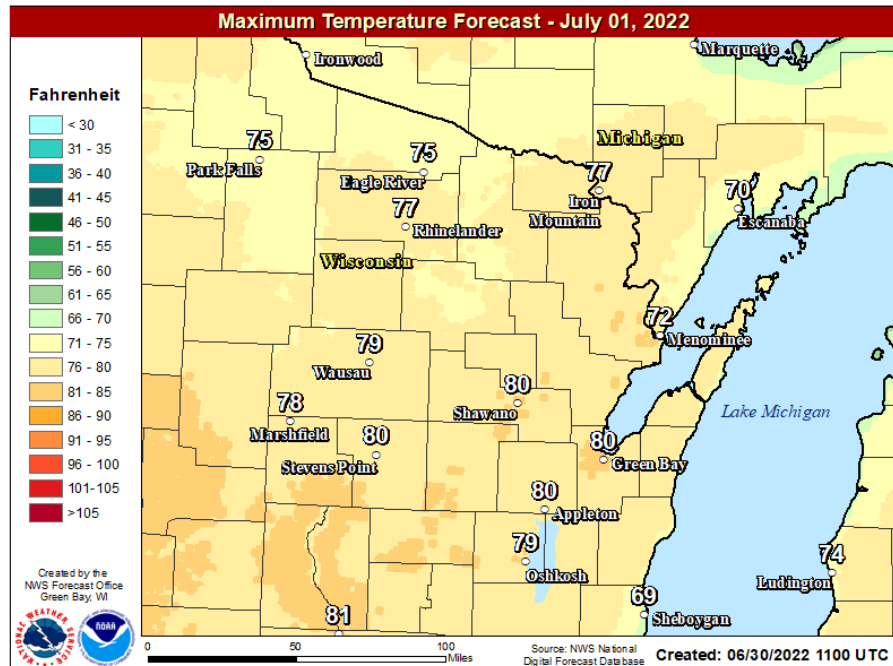 Maximum Temperature Forecast - July 01, 2022
Fahrenheit
< 30
31 - 35
36 - 40
41 - 45
46 - 50
51 - 55
56 - 60
61 - 65
66 - 70
71 - 75
76 - 80
81 - 85
86 - 90
91 - 95
96 - 100
101-105
>105
Ironwood
Marquette
Michigan
75
Park Falls
75
Eagle River
77
Iron
Mountain
70
Escanaba
77
Rhinelander
Wisconsin
72
Menominee
79
Wausau
80
Shawano
78
Marshfield
Lake Michigan
80
Stevens Point
80
Green Bay
80
Appleton
79
Oshkosh
74
Ludington
69
Sheboygan
81
Created by the
NWS Forecast Office
Green Bay, WI
NATIONAL WEATHER SERVICE
NOAA
0 50 100
Miles
Source: NWS National
Digital Forecast Database
Created: 06/30/2022 1100 UTC